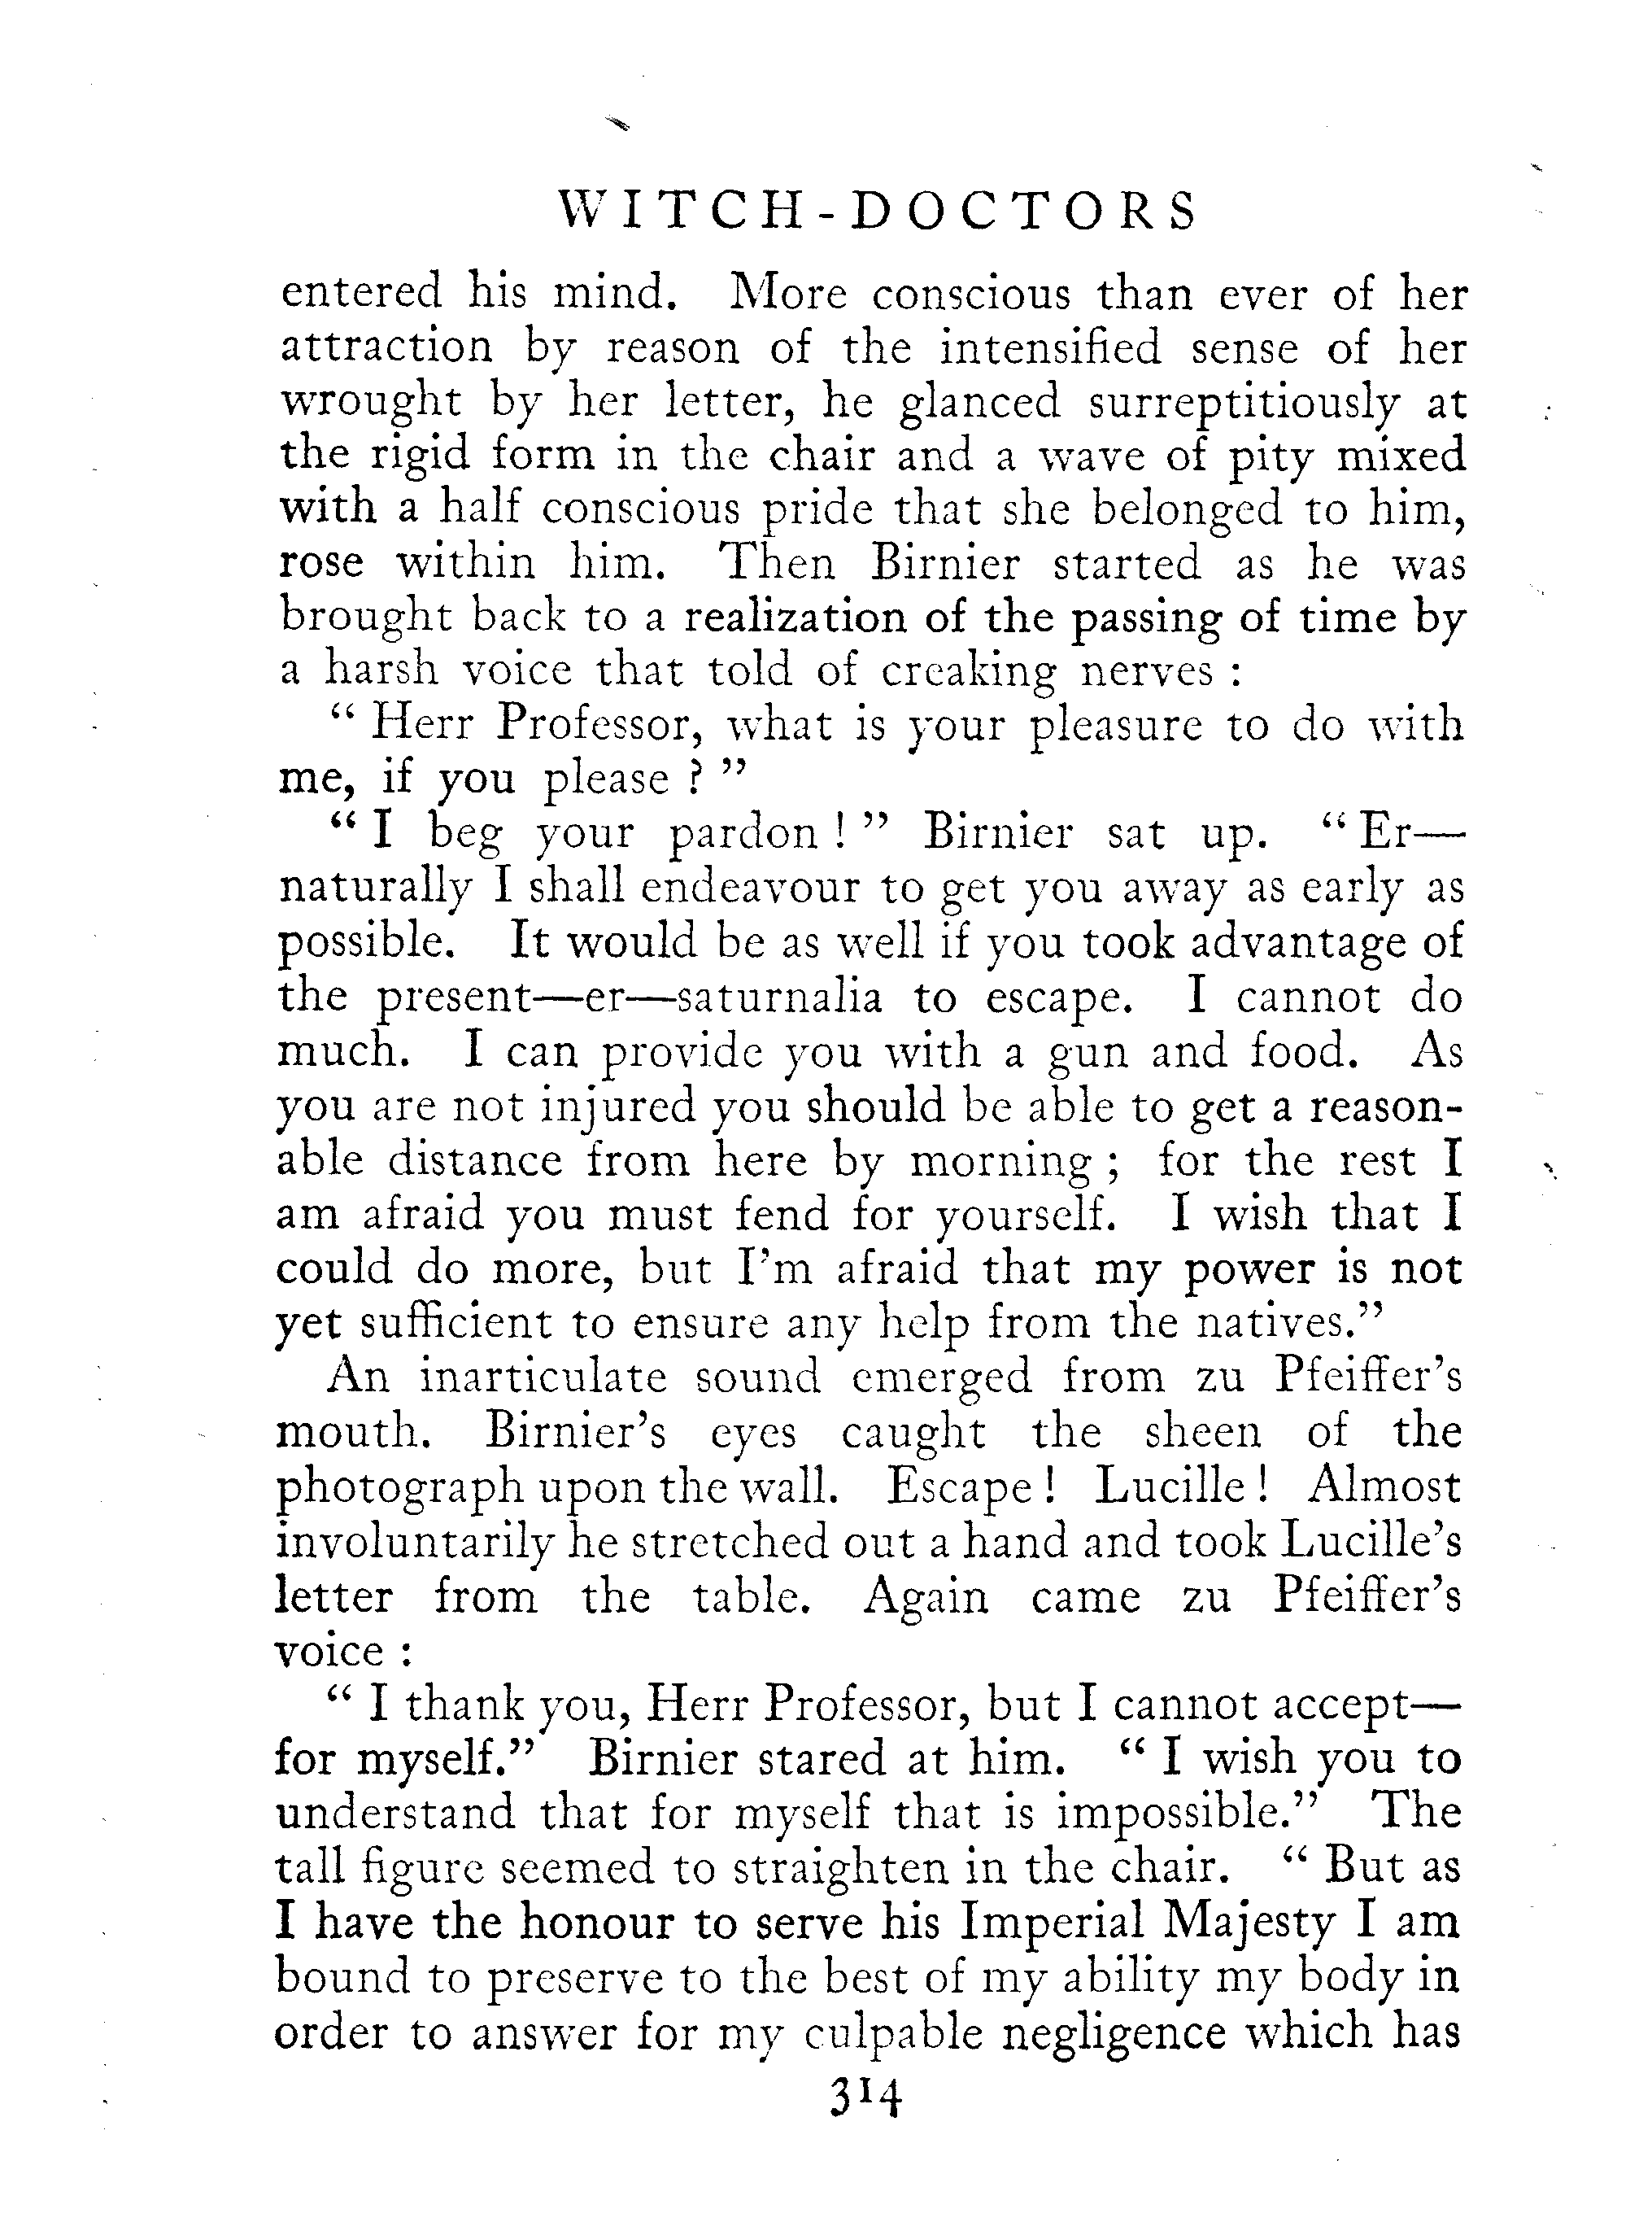 WITCH-DOCTORS
entered his mind. More conscious than ever of her
attraction by reason of the intensified sense of her
wrought by her letter, he glanced surreptitiously at
the rigid form in the chair and a wave of pity mixed
with a half conscious pride that she belonged to him,
rose within him. Then Birnier started as he was
brought back to a realization of the passing of time by
a harsh voice that told of creaking nerves :
“ Herr Professor, what is your pleasure to do with
me, if you please ? ”
“ I beg your pardon ! ” Birnier sat up. “ Er—
naturally I shall endeavour to get you away as early as
possible. It would be as well if you took advantage of
the present—er—saturnalia to escape. I cannot do
much. I can provide you with a gun and food. As
you are not injured you should be able to get a reason-
able distance from here by morning ; for the rest I
am afraid you must fend for yourself. I wish that I
could do more, but I’m afraid that my power is not
yet sufficient to ensure any help from the natives.”
An inarticulate sound emerged from zu Pfeiffer’s
mouth. Birnier’s eyes caught the sheen of the
photograph upon the wall. Escape ! Lucille ! Almost
involuntarily he stretched out a hand and took Lucille’s
letter from the table. Again came zu Pfeiffer’s
voice :
“ I thank you, Herr Professor, but I cannot accept—
for myself.” Birnier stared at him. “ I wish you to
understand that for myself that is impossible.” The
tall figure seemed to straighten in the chair. “ But as
I have the honour to serve his Imperial Majesty I am
bound to preserve to the best of my ability my body in
order to answer for my culpable negligence which has
314